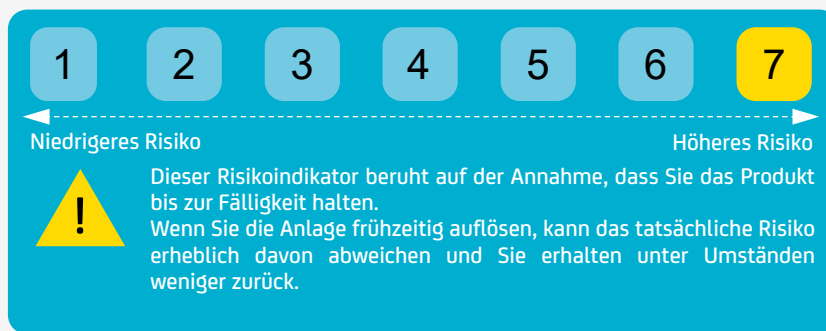 1 2 3 4 5 6 7
Niedrigeres Risiko Höheres Risiko
!
Dieser Risikoindikator beruht auf der Annahme, dass Sie das Produkt
bis zur Fälligkeit halten.
Wenn Sie die Anlage frühzeitig auflösen, kann das tatsächliche Risiko
erheblich davon abweichen und Sie erhalten unter Umständen
weniger zurück.